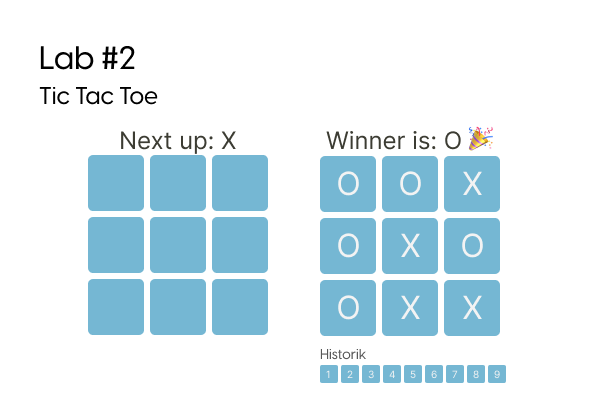 Lab #2
Tic Tac Toe
Next up: X
Winner is: O 🎉
O O X
O X O
O X X
Historik
1 2 3 4 5 6 7 8 9